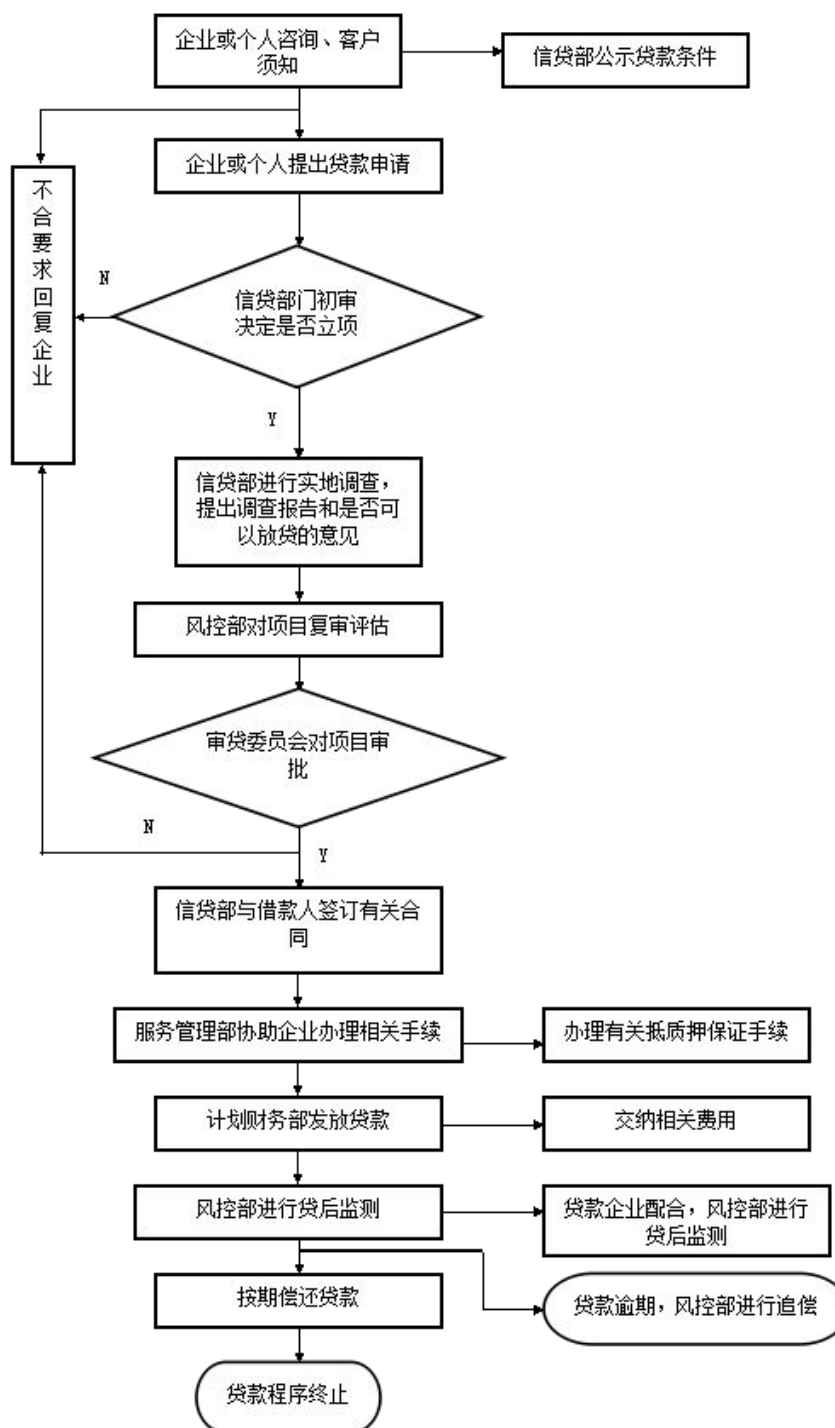 企业或个人咨询、客户
须知
信贷部公示贷款条件
企业或个人提出贷款申请
不合要求回复企业
N
信贷部门初审
决定是否立项
Y
信贷部进行实地调查，
提出调查报告和是否可
以放贷的意见
风控部对项目复审评估
审贷委员会对项目审
批
N
Y
信贷部与借款人签订有关合
同
服务管理部协助企业办理相关手续
办理有关抵质押保证手续
计划财务部发放贷款
交纳相关费用
风控部进行贷后监测
贷款企业配合，风控部进行
贷后监测
按期偿还贷款
贷款逾期，风控部进行追偿
贷款程序终止